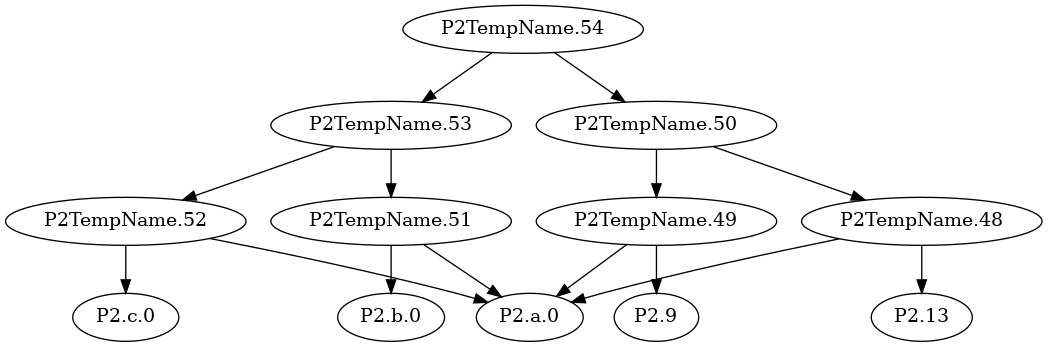 P2TempName.54
P2TempName.53
P2TempName.50
P2TempName.52
P2TempName.51
P2TempName.49
P2TempName.48
P2.c.0
P2.b.0
P2.a.0
P2.9
P2.13